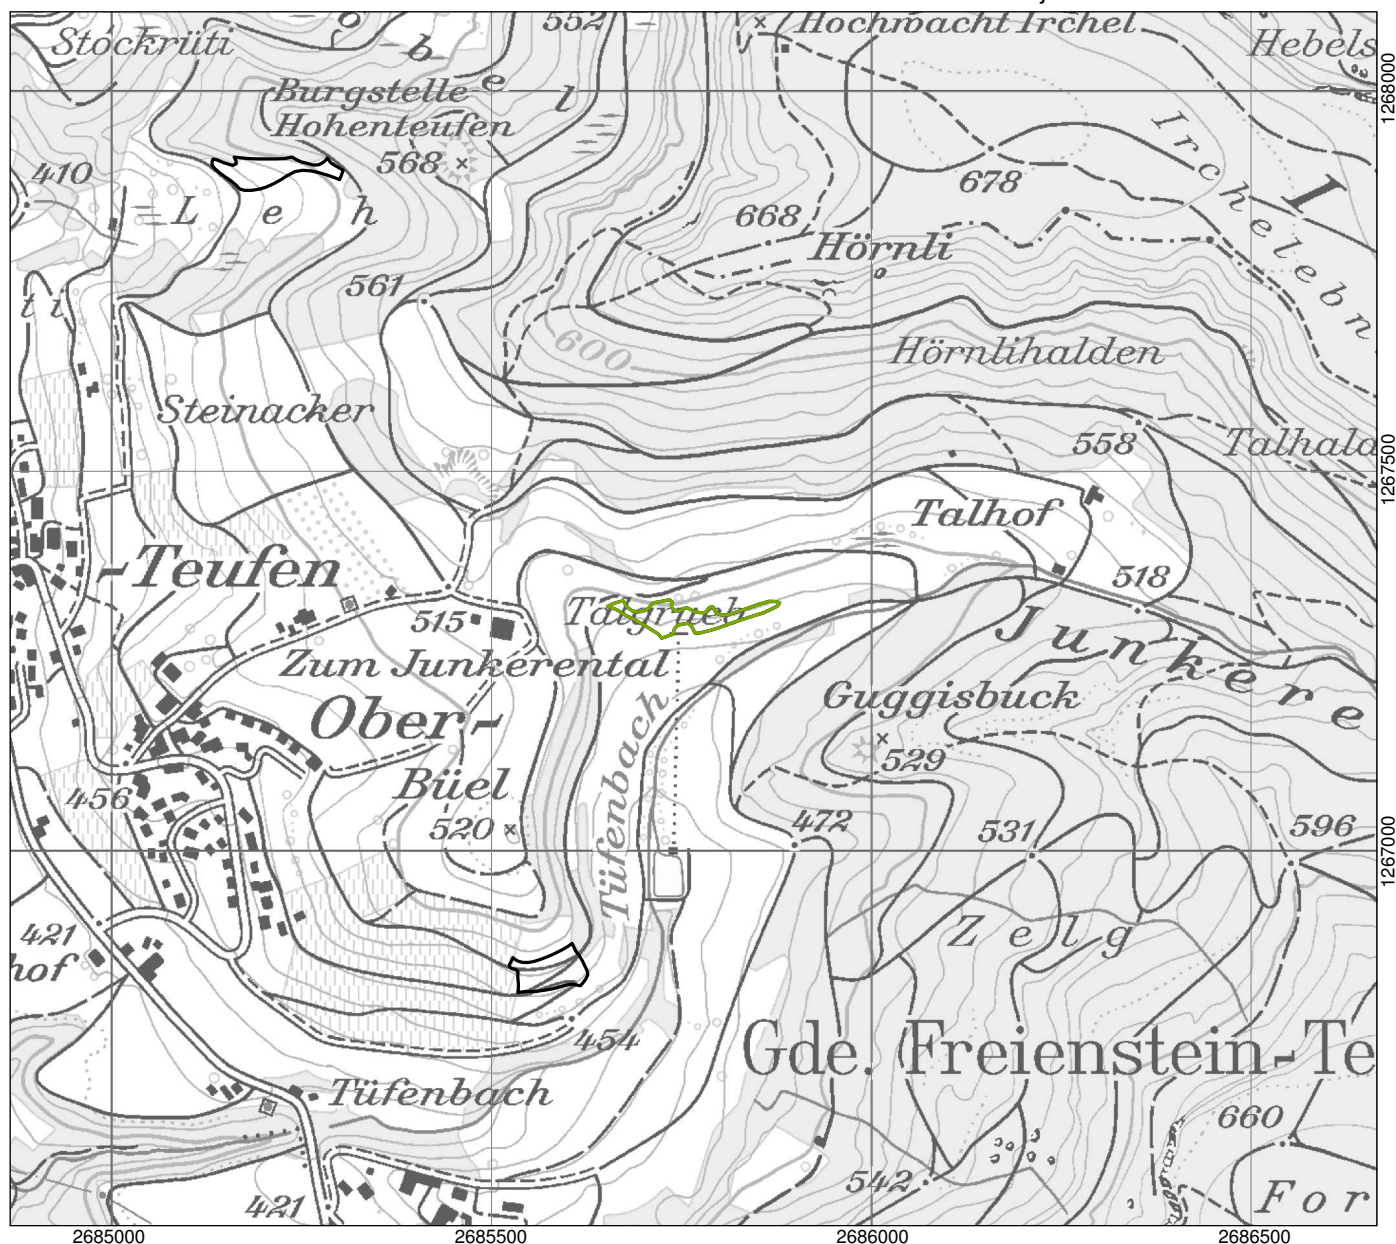 Stockrüti
552
Hochwacht Irchel
Hebels
o
b
e
l
Burgstelle
Hohenteufen
568
1268000
410
L e h
Irchelebn
I
678
668
Hörnli
561
tt
600
Hörnlihalden
Steinacker
558
Talhald
1267500
Talhof
-Teufen
518
Talgrueb
515
Junkere
Zum Junkerental
Ober-
Guggisbuck
529
Büel
520
Tüfenbach
456
472
531
596
1267000
421
hof
Zelg
454
Gde. Freienstein-Te
Tüfenbach
660
542
421
For
2685000
2685500
2686000
2686500